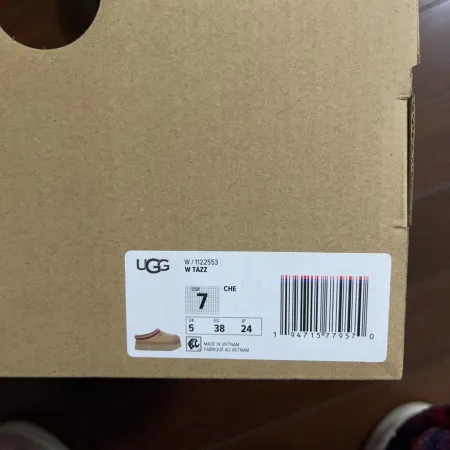 UGG
W / 1122553
W TAZZ
USA
7
CHE
UK EU JP
5 38 24
MADE IN VIETNAM
FABRIQUÉ AU VIETNAM
1 94715 77957 0